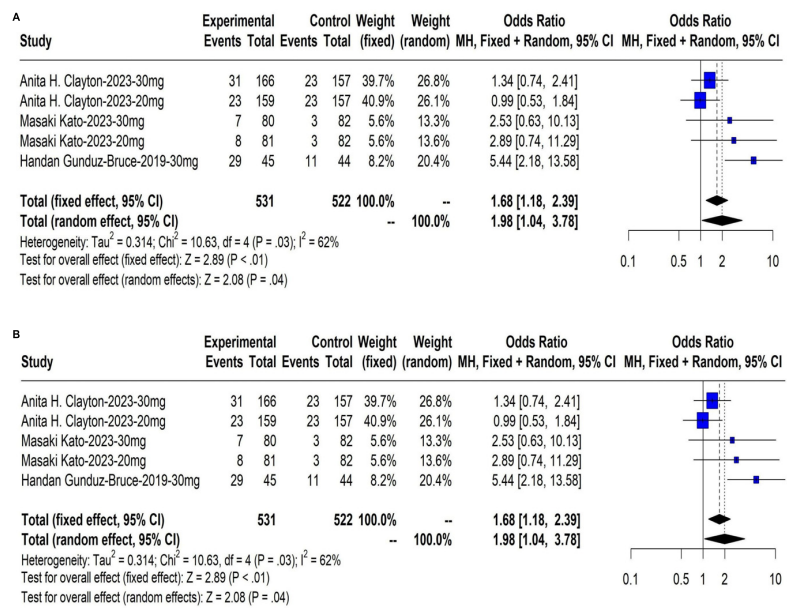 A
Experimental Control Weight Weight Odds Ratio Odds Ratio
Study Events Total Events Total (fixed) (random) MH, Fixed + Random, 95% CI MH, Fixed + Random, 95% CI
Anita H. Clayton-2023-30mg 31 166 23 157 39.7% 26.8% 1.34 [0.74, 2.41]
Anita H. Clayton-2023-20mg 23 159 23 157 40.9% 26.1% 0.99 [0.53, 1.84]
Masaki Kato-2023-30mg 7 80 3 82 5.6% 13.3% 2.53 [0.63, 10.13]
Masaki Kato-2023-20mg 8 81 3 82 5.6% 13.6% 2.89 [0.74, 11.29]
Handan Gunduz-Bruce-2019-30mg 29 45 11 44 8.2% 20.4% 5.44 [2.18, 13.58]
Total (fixed effect, 95% CI) 531 522 100.0% -- 1.68 [1.18, 2.39]
Total (random effect, 95% CI) -- 100.0% 1.98 [1.04, 3.78]
Heterogeneity: Tau² = 0.314; Chi² = 10.63, df = 4 (P = .03); I² = 62%
Test for overall effect (fixed effect): Z = 2.89 (P < .01)
Test for overall effect (random effects): Z = 2.08 (P = .04)
0.1 0.5 1 2 10
B
Experimental Control Weight Weight Odds Ratio Odds Ratio
Study Events Total Events Total (fixed) (random) MH, Fixed + Random, 95% CI MH, Fixed + Random, 95% CI
Anita H. Clayton-2023-30mg 31 166 23 157 39.7% 26.8% 1.34 [0.74, 2.41]
Anita H. Clayton-2023-20mg 23 159 23 157 40.9% 26.1% 0.99 [0.53, 1.84]
Masaki Kato-2023-30mg 7 80 3 82 5.6% 13.3% 2.53 [0.63, 10.13]
Masaki Kato-2023-20mg 8 81 3 82 5.6% 13.6% 2.89 [0.74, 11.29]
Handan Gunduz-Bruce-2019-30mg 29 45 11 44 8.2% 20.4% 5.44 [2.18, 13.58]
Total (fixed effect, 95% CI) 531 522 100.0% -- 1.68 [1.18, 2.39]
Total (random effect, 95% CI) -- 100.0% 1.98 [1.04, 3.78]
Heterogeneity: Tau² = 0.314; Chi² = 10.63, df = 4 (P = .03); I² = 62%
Test for overall effect (fixed effect): Z = 2.89 (P < .01)
Test for overall effect (random effects): Z = 2.08 (P = .04)
0.1 0.5 1 2 10